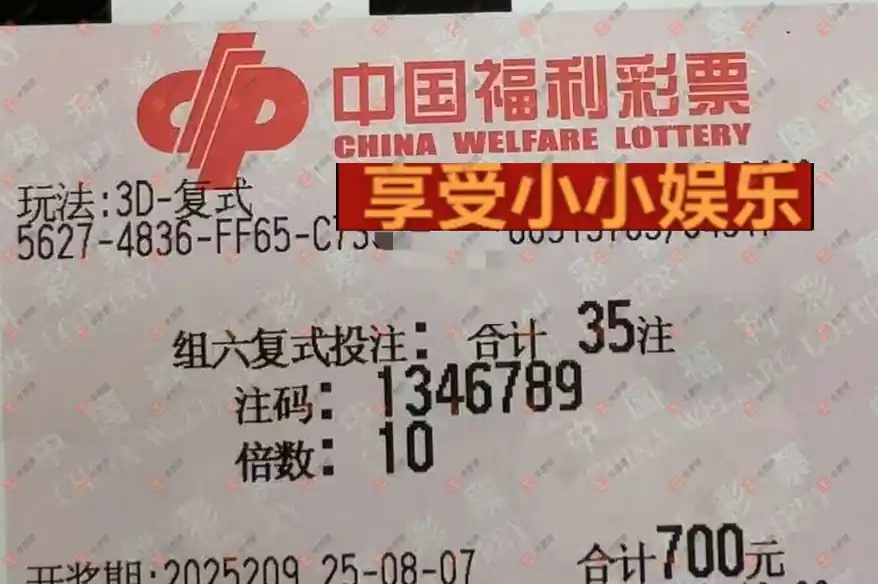 中国福利彩票
CHINA WELFARE LOTTERY
享受小小娱乐
玩法:3D-复式
5627-4836-FF65-C73
组六复式投注: 合计 35注
注码: 1346789
倍数: 10
开奖期:2025209 25-08-07 合计700元